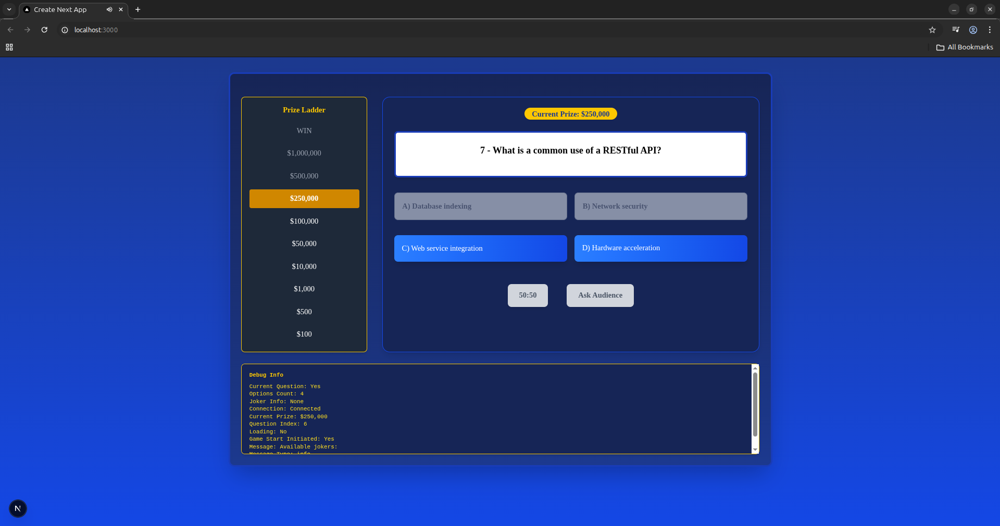 Create Next App
localhost:3000
All Bookmarks
Prize Ladder
WIN
$1,000,000
$500,000
$250,000
$100,000
$50,000
$10,000
$1,000
$500
$100
Current Prize: $250,000
7 - What is a common use of a RESTful API?
A) Database indexing
B) Network security
C) Web service integration
D) Hardware acceleration
50:50
Ask Audience
Debug Info
Current Question: Yes
Options Count: 4
Joker Info: None
Connection: Connected
Current Prize: $250,000
Question Index: 6
Loading: No
Game Start Initiated: Yes
Message: Available jokers:
Message Type: info
N